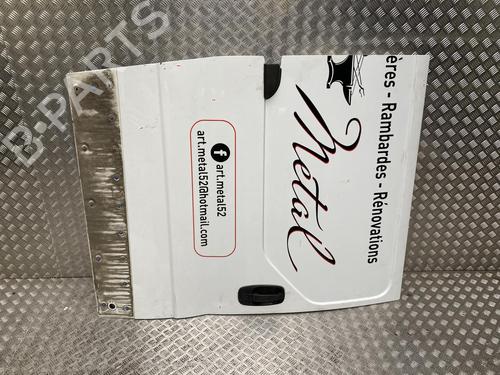 B-PARTS
ères - Rambardes - Rénovations
Metal
f art.metal52
art.metal52@hotmail.com